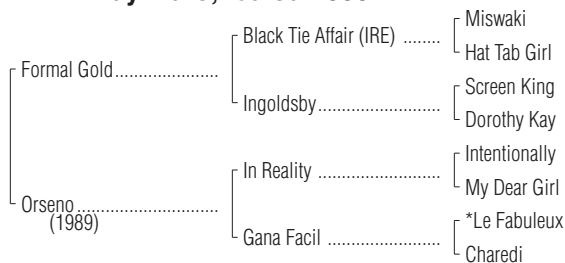 Black Tie Affair (IRE) ........
Miswaki
Hat Tab Girl
Formal Gold......................
Ingoldsby..........................
Screen King
Dorothy Kay
In Reality ..........................
Intentionally
My Dear Girl
Orseno..............................
(1989)
Gana Facil ........................
*Le Fabuleux
Charedi